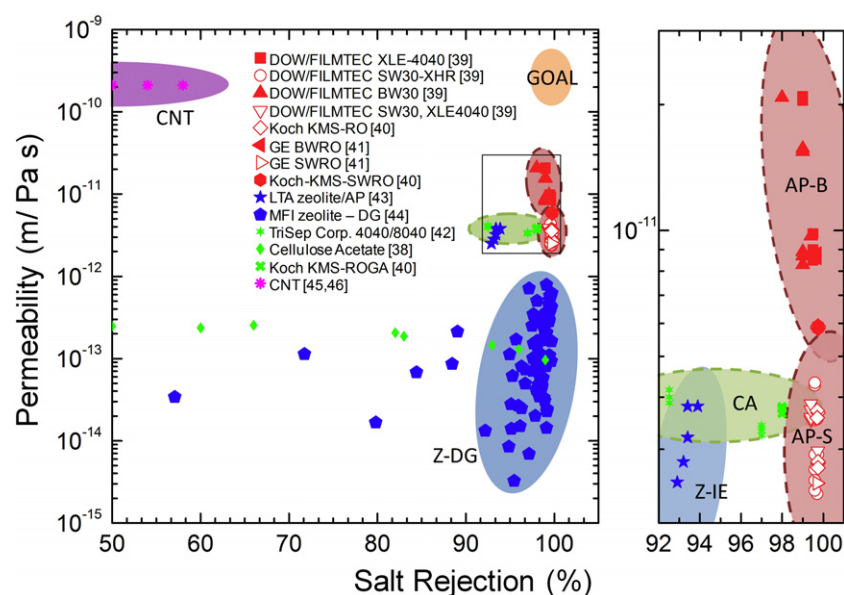 10⁻⁹
10⁻¹⁰
10⁻¹¹
10⁻¹²
10⁻¹³
10⁻¹⁴
10⁻¹⁵
Permeability (m/ Pa s)
50 60 70 80 90 100
Salt Rejection (%)
CNT
GOAL
DOW/FILMTEC XLE-4040 [39]
DOW/FILMTEC SW30-XHR [39]
DOW/FILMTEC BW30 [39]
DOW/FILMTEC SW30, XLE4040 [39]
Koch KMS-RO [40]
GE BWRO [41]
GE SWRO [41]
Koch-KMS-SWRO [40]
LTA zeolite/AP [43]
MFI zeolite – DG [44]
TriSep Corp. 4040/8040 [42]
Cellulose Acetate [38]
Koch KMS-ROGA [40]
CNT [45,46]
Z-DG
10⁻¹¹
AP-B
CA
AP-S
Z-IE
92 94 96 98 100